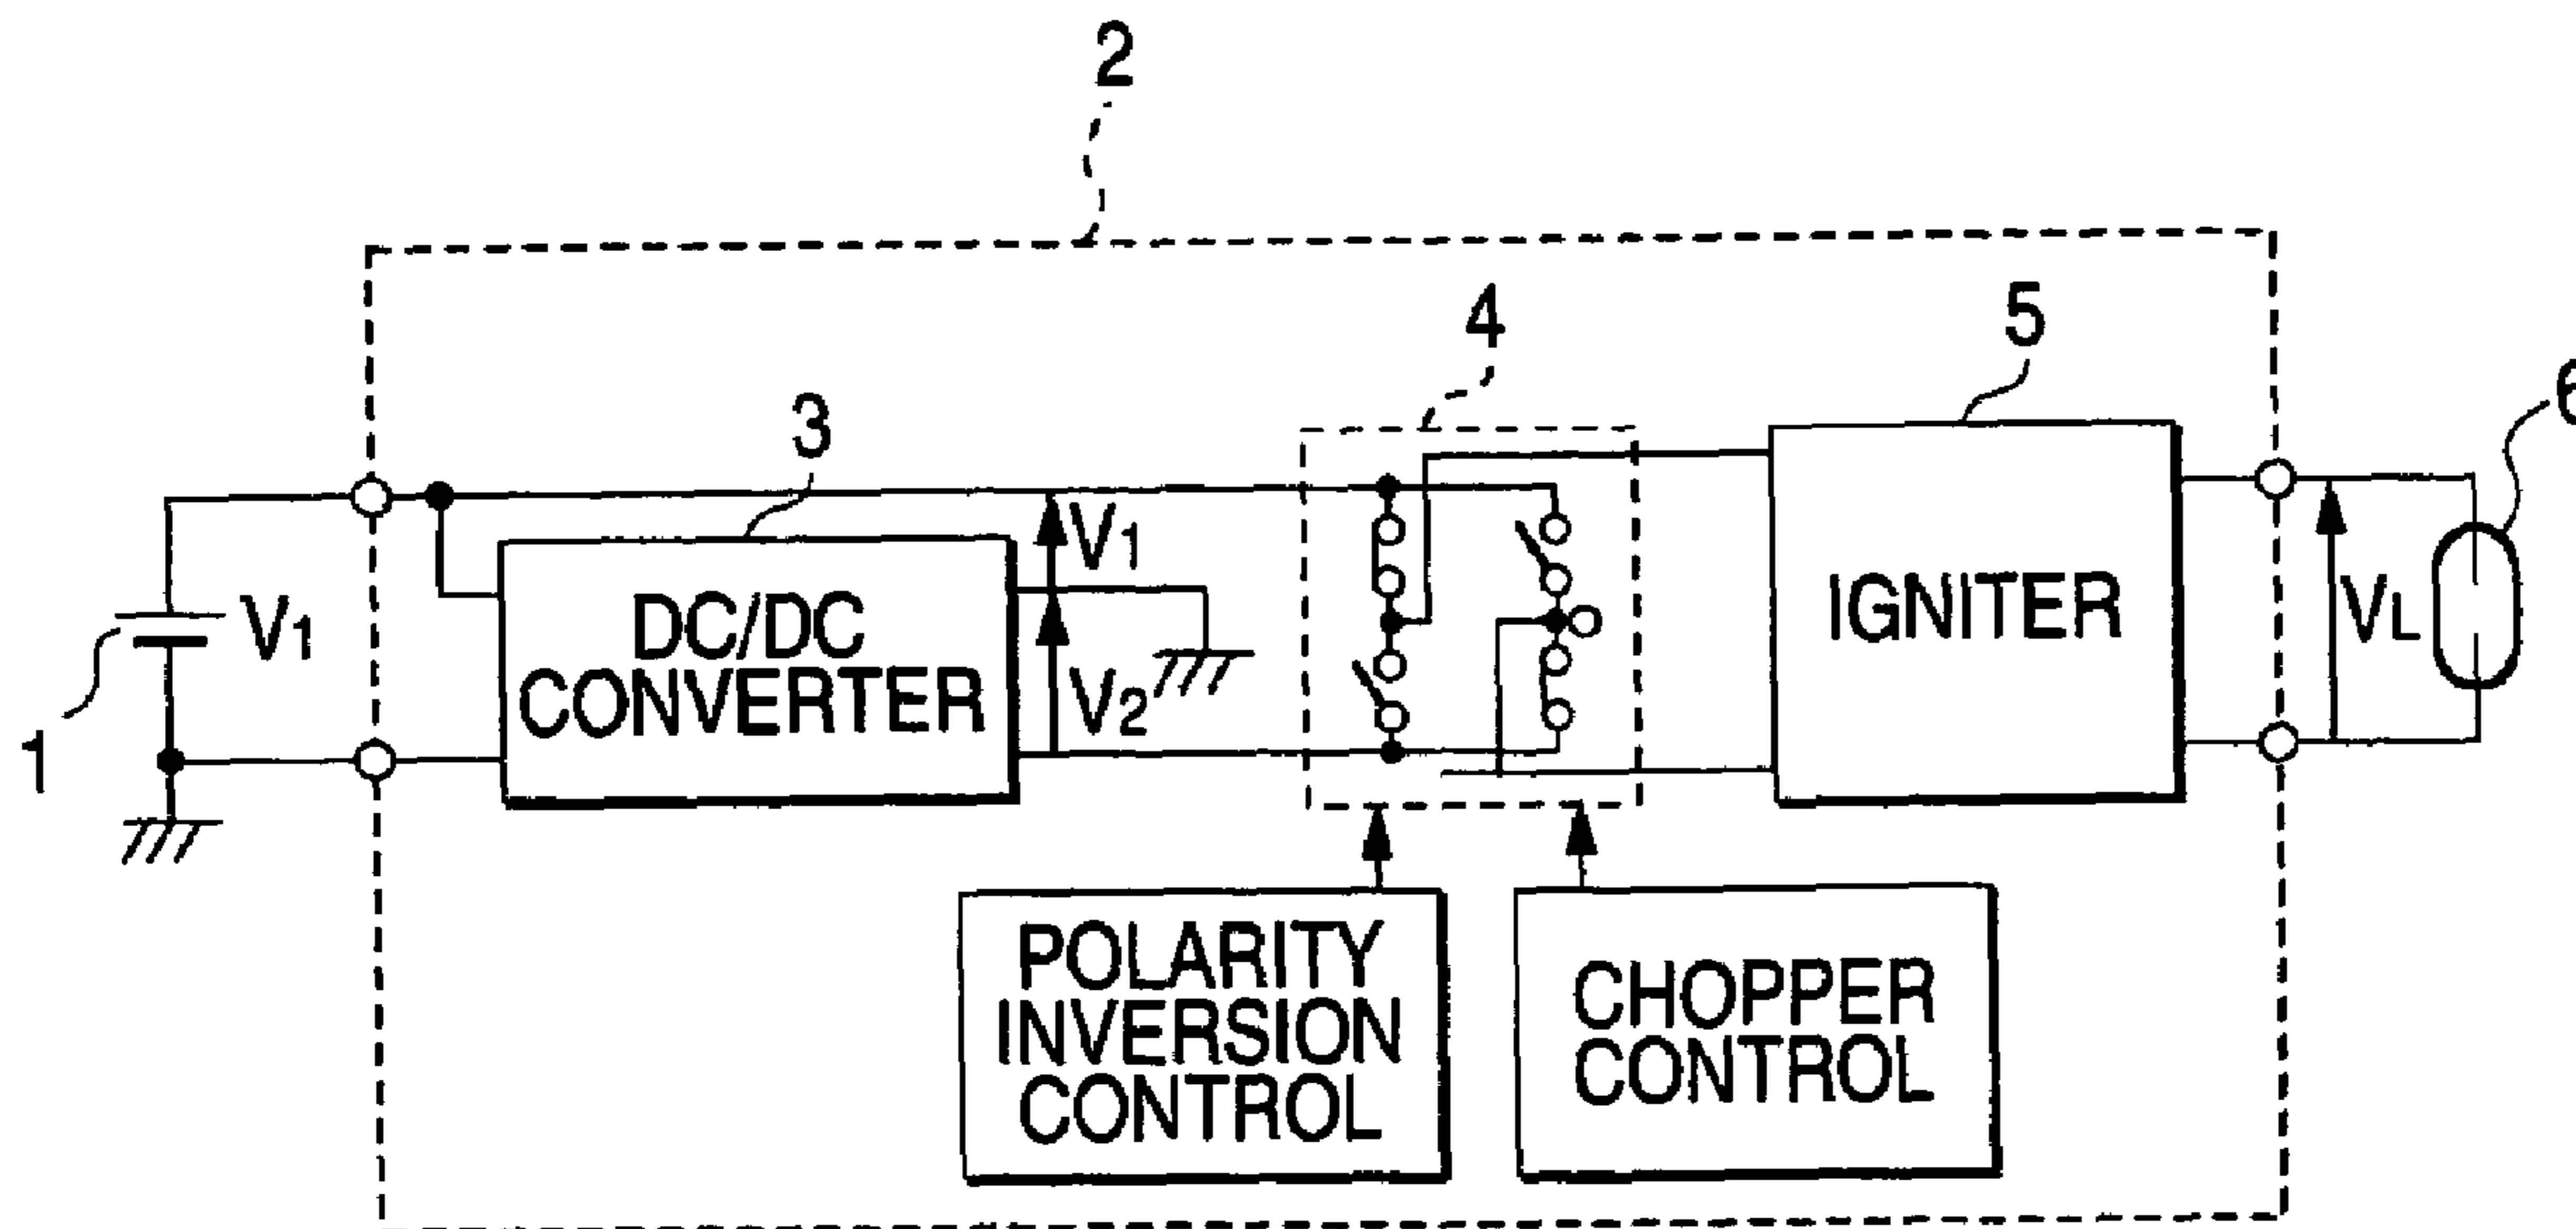 2
4
5
6
3
V1
V1
DC/DC
CONVERTER
V2
IGNITER
VL
1
POLARITY
INVERSION
CONTROL
CHOPPER
CONTROL